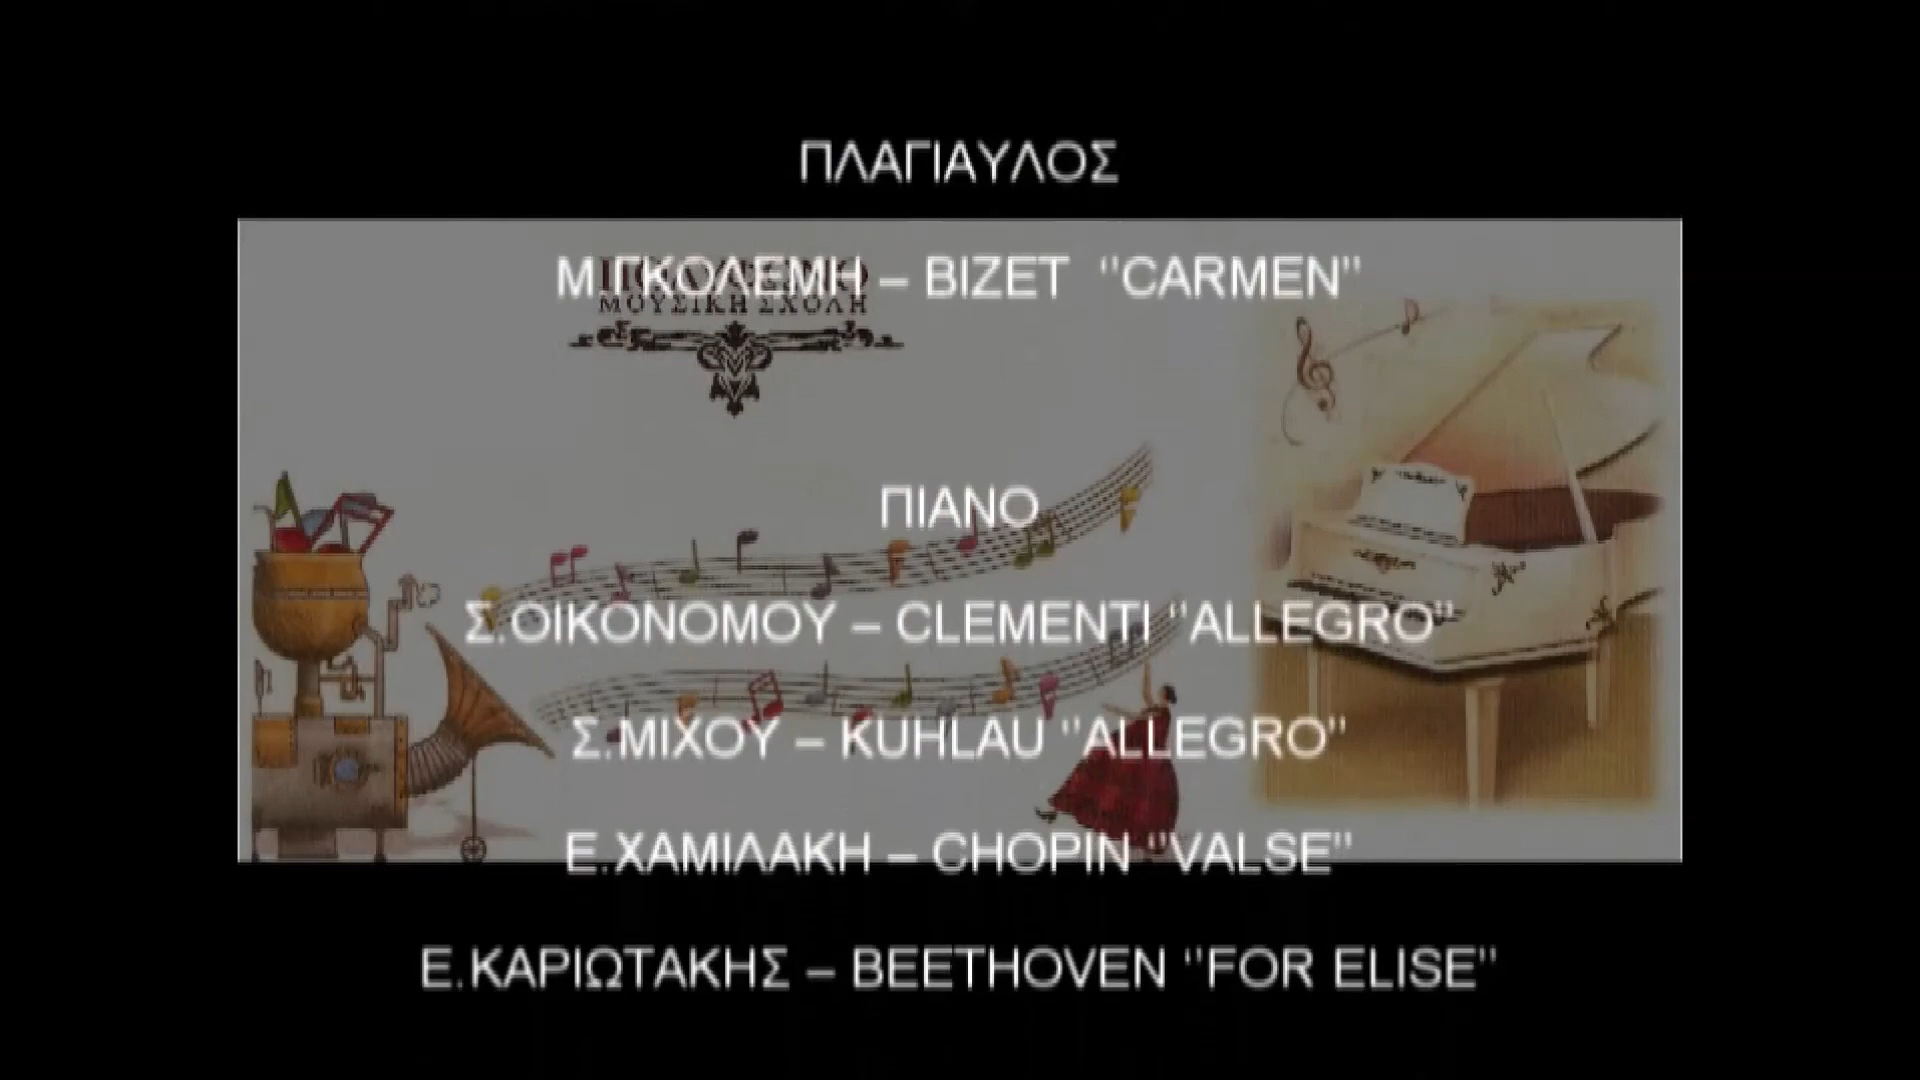 ΠΛΑΓΙΑΥΛΟΣ
Μ.ΓΚΟΛΕΜΗ – BIZET ‘’CARMEN’’
ΜΟΥΣΙΚΗ ΣΧΟΛΗ
ΠΙΑΝΟ
Σ.ΟΙΚΟΝΟΜΟΥ – CLEMENTI ‘’ALLEGRO’’
Σ.ΜΙΧΟΥ – KUHLAU ‘’ALLEGRO’’
Ε.ΧΑΜΙΛΑΚΗ – CHOPIN ‘’VALSE’’
Ε.ΚΑΡΙΩΤΑΚΗΣ – BEETHOVEN ‘’FOR ELISE’’